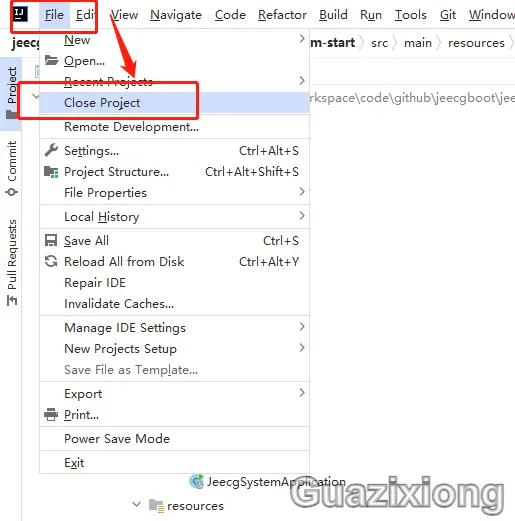 IJ File Edit View Navigate Code Refactor Build Run Tools Git Window
jeecg m-start src main resources
New
Open...
Recent Projects
Close Project
rkspace\code\github\jeecgboot\jee
Remote Development...
Settings... Ctrl+Alt+S
Project Structure... Ctrl+Alt+Shift+S
File Properties
Local History
Save All Ctrl+S
Reload All from Disk Ctrl+Alt+Y
Repair IDE
Invalidate Caches...
Manage IDE Settings
New Projects Setup
Save File as Template...
Export
Print...
Power Save Mode
Exit
JeecgSystemApplication
resources
Project
Commit
Pull Requests
Guazixiong